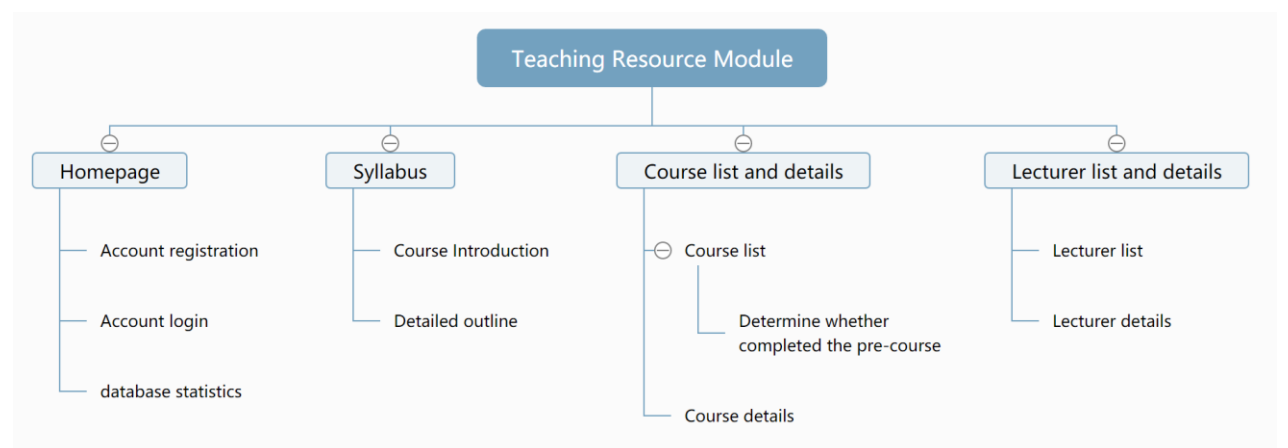 Teaching Resource Module
Homepage
Account registration
Account login
database statistics
Syllabus
Course Introduction
Detailed outline
Course list and details
Course list
Determine whether
completed the pre-course
Course details
Lecturer list and details
Lecturer list
Lecturer details